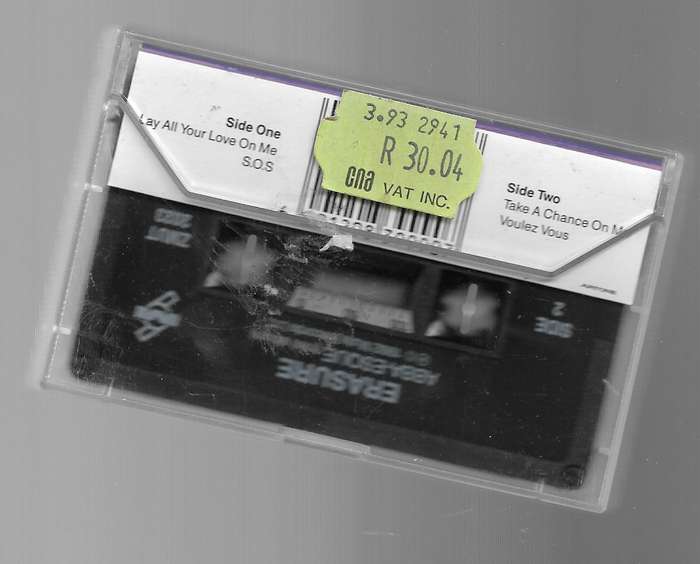 Side One
Lay All Your Love On Me
S.O.S
3.93 2941
R 30.04
cna VAT INC.
Side Two
Take A Chance On M
Voulez Vous
SIDE
2
ERASURE
ABBA-ESQUE